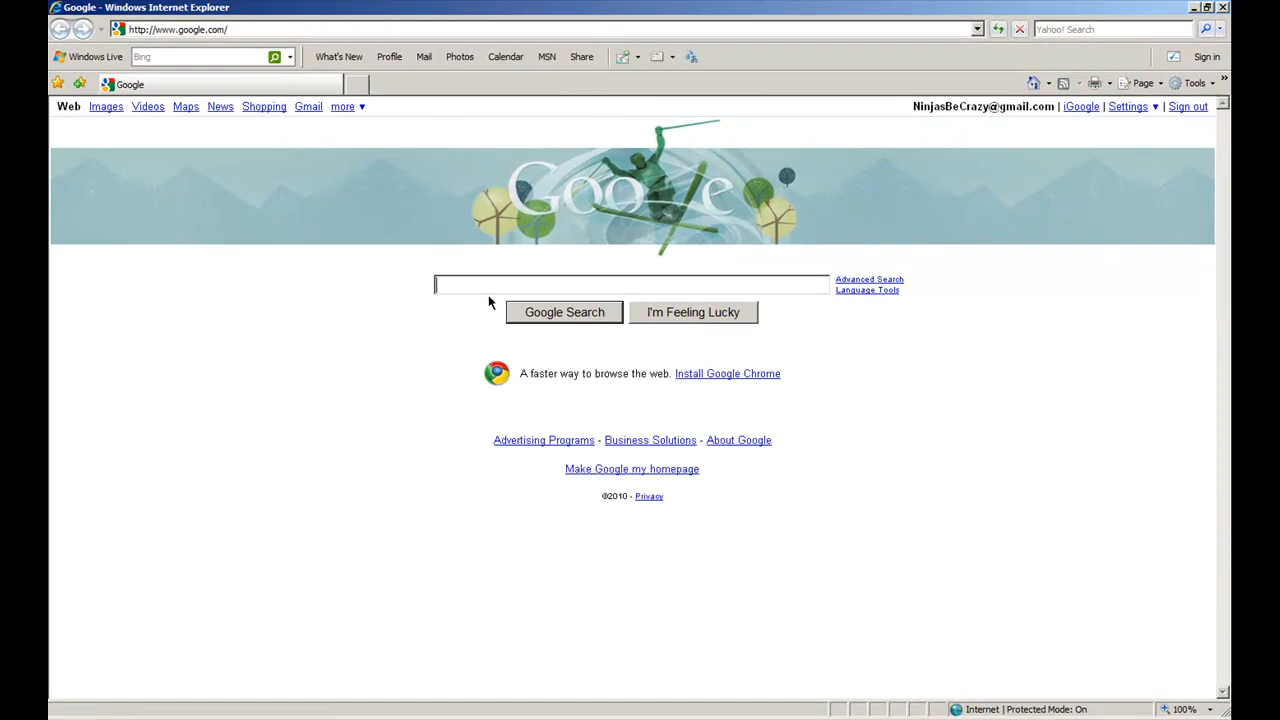 Google - Windows Internet Explorer
http://www.google.com/
Yahoo! Search
Windows Live
Bing
What's New Profile Mail Photos Calendar MSN Share
Sign in
Google
Page Tools
Web Images Videos Maps News Shopping Gmail more ▼
NinjasBeCrazy@gmail.com | iGoogle | Settings ▼ | Sign out
Google
Advanced Search
Language Tools
Google Search I'm Feeling Lucky
A faster way to browse the web. Install Google Chrome
Advertising Programs - Business Solutions - About Google
Make Google my homepage
©2010 - Privacy
Internet | Protected Mode: On
100%